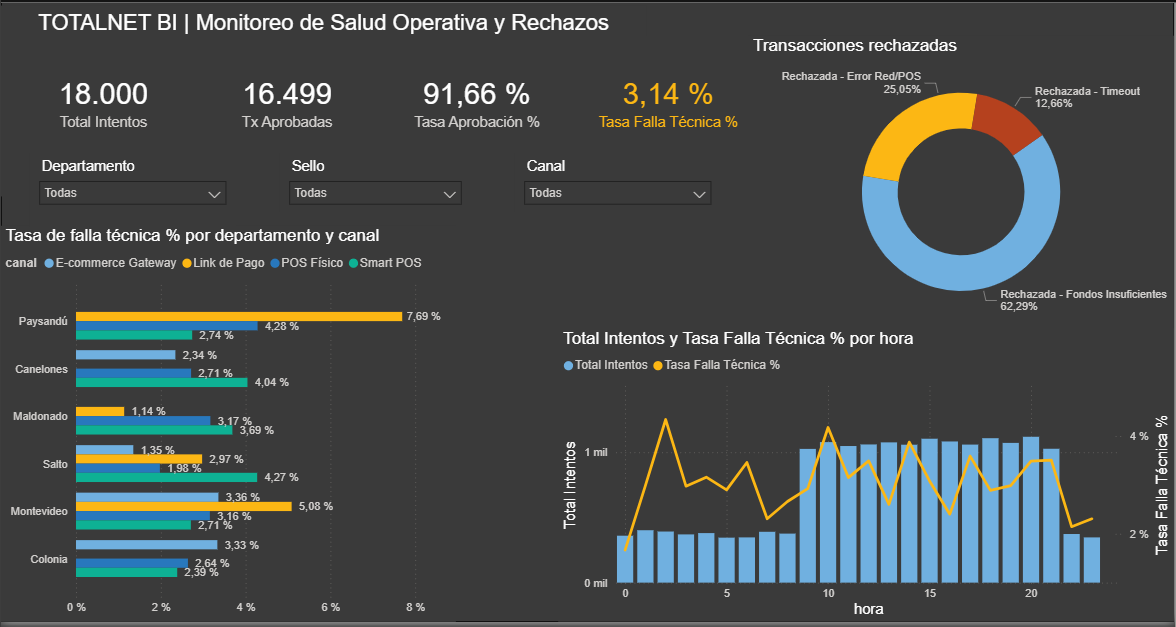 TOTALNET BI | Monitoreo de Salud Operativa y Rechazos
18.000
Total Intentos
16.499
Tx Aprobadas
91,66 %
Tasa Aprobación %
3,14 %
Tasa Falla Técnica %
Departamento
Todas
Sello
Todas
Canal
Todas
Transacciones rechazadas
Rechazada - Error Red/POS
25,05%
Rechazada - Timeout
12,66%
Rechazada - Fondos Insuficientes
62,29%
Tasa de falla técnica % por departamento y canal
canal E-commerce Gateway Link de Pago POS Físico Smart POS
Paysandú
7,69 %
4,28 %
2,74 %
Canelones
2,34 %
2,71 %
4,04 %
Maldonado
1,14 %
3,17 %
3,69 %
Salto
1,35 %
2,97 %
1,98 %
4,27 %
Montevideo
3,36 %
5,08 %
3,16 %
2,71 %
Colonia
3,33 %
2,64 %
2,39 %
0 % 2 % 4 % 6 % 8 %
Total Intentos y Tasa Falla Técnica % por hora
Total Intentos Tasa Falla Técnica %
Total Intentos
1 mil
0 mil
4 %
2 %
Tasa Falla Técnica %
0 5 10 15 20
hora